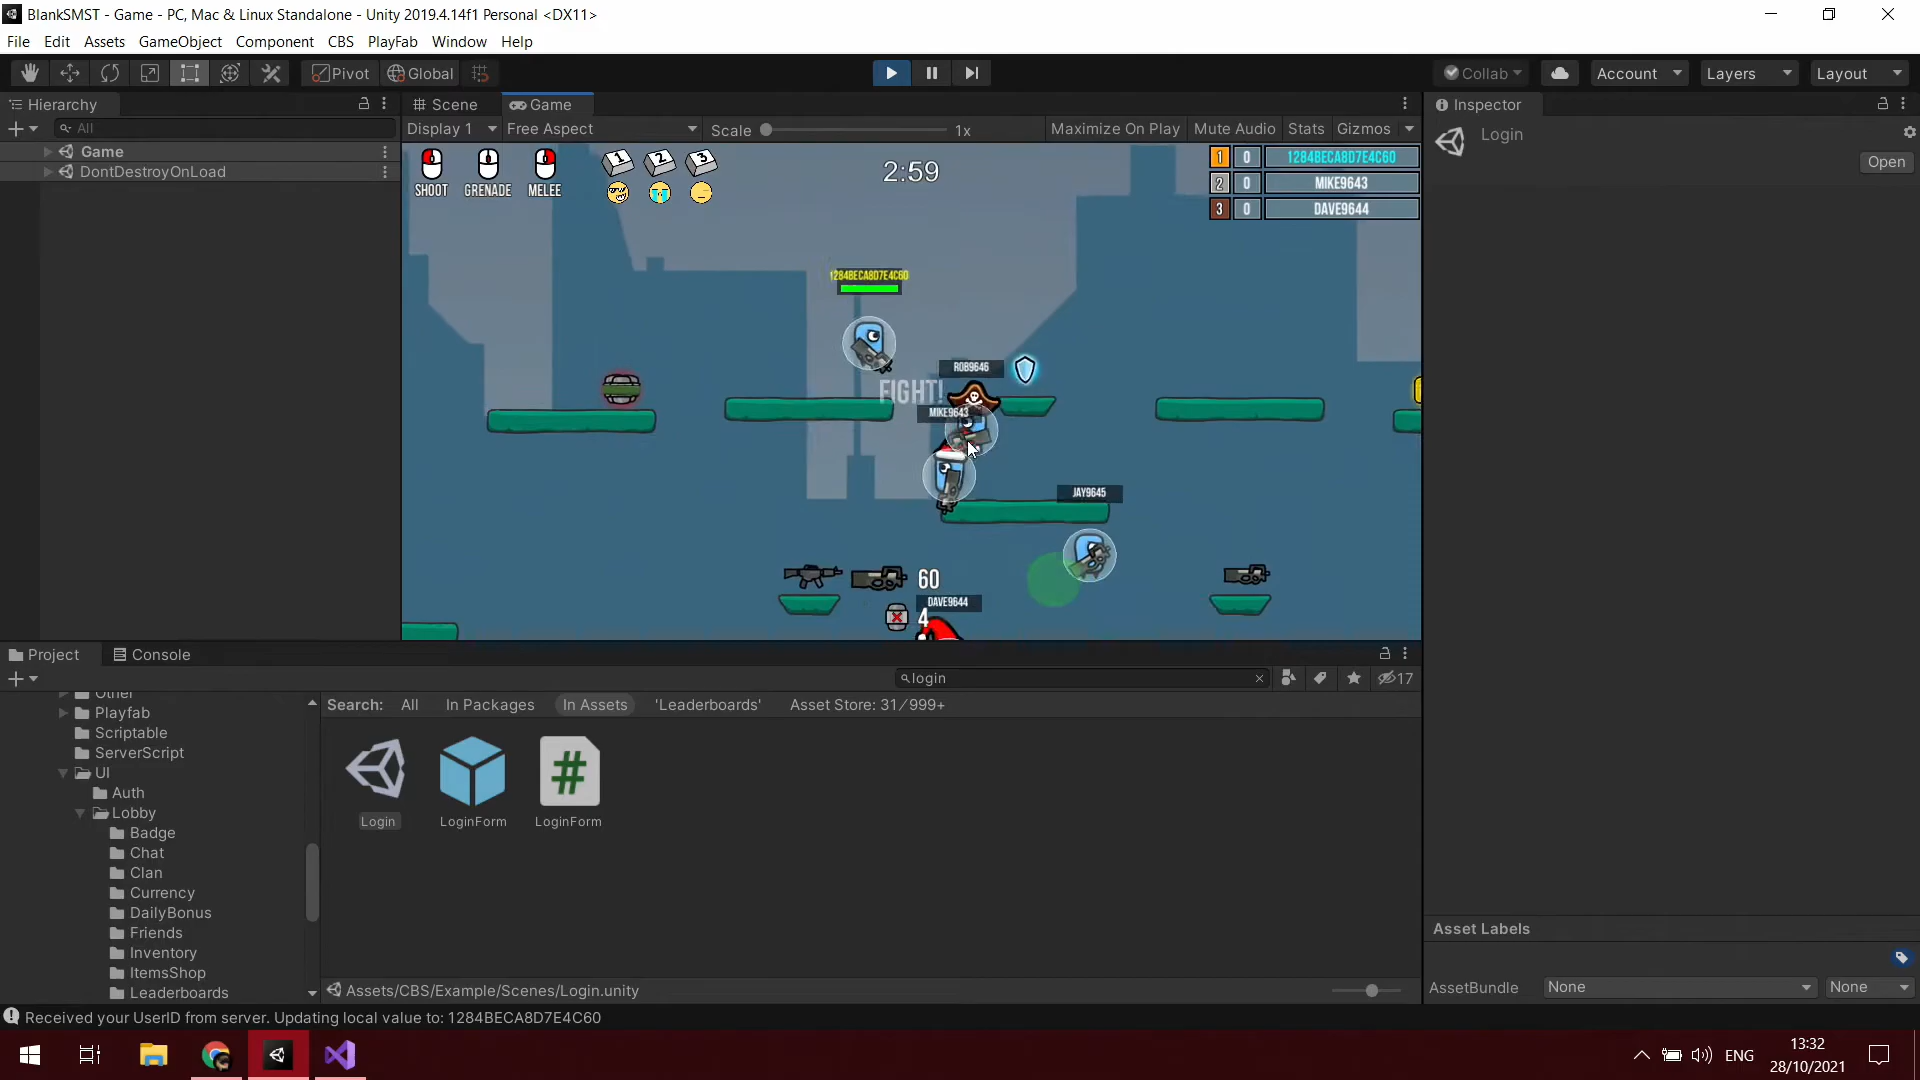 BlankSMST - Game - PC, Mac & Linux Standalone - Unity 2019.4.14f1 Personal <DX11>
File Edit Assets GameObject Component CBS PlayFab Window Help
Pivot Global Collab Account Layers Layout
Hierarchy Scene Game Inspector
All Display 1 Free Aspect Scale 1x Maximize On Play Mute Audio Stats Gizmos
Login
Open
Game
DontDestroyOnLoad
1 2 3
SHOOT GRENADE MELEE
2:59
1 0 1284BECA8D7E4C60
2 0 MIKE9643
3 0 DAVE9644
1284BECA8D7E4C60
ROB9646
FIGHT!
MIKE9643
JAY9645
60
DAVE9644
4
Project Console
login
17
Search: All In Packages In Assets 'Leaderboards' Asset Store: 31/999+
Other
Playfab
Scriptable
ServerScript
UI
Auth
Lobby
Badge
Chat
Clan
Currency
DailyBonus
Friends
Inventory
ItemsShop
Leaderboards
Login LoginForm LoginForm
Assets/CBS/Example/Scenes/Login.unity
Asset Labels
AssetBundle None None
Received your UserID from server. Updating local value to: 1284BECA8D7E4C60
ENG
13:32
28/10/2021